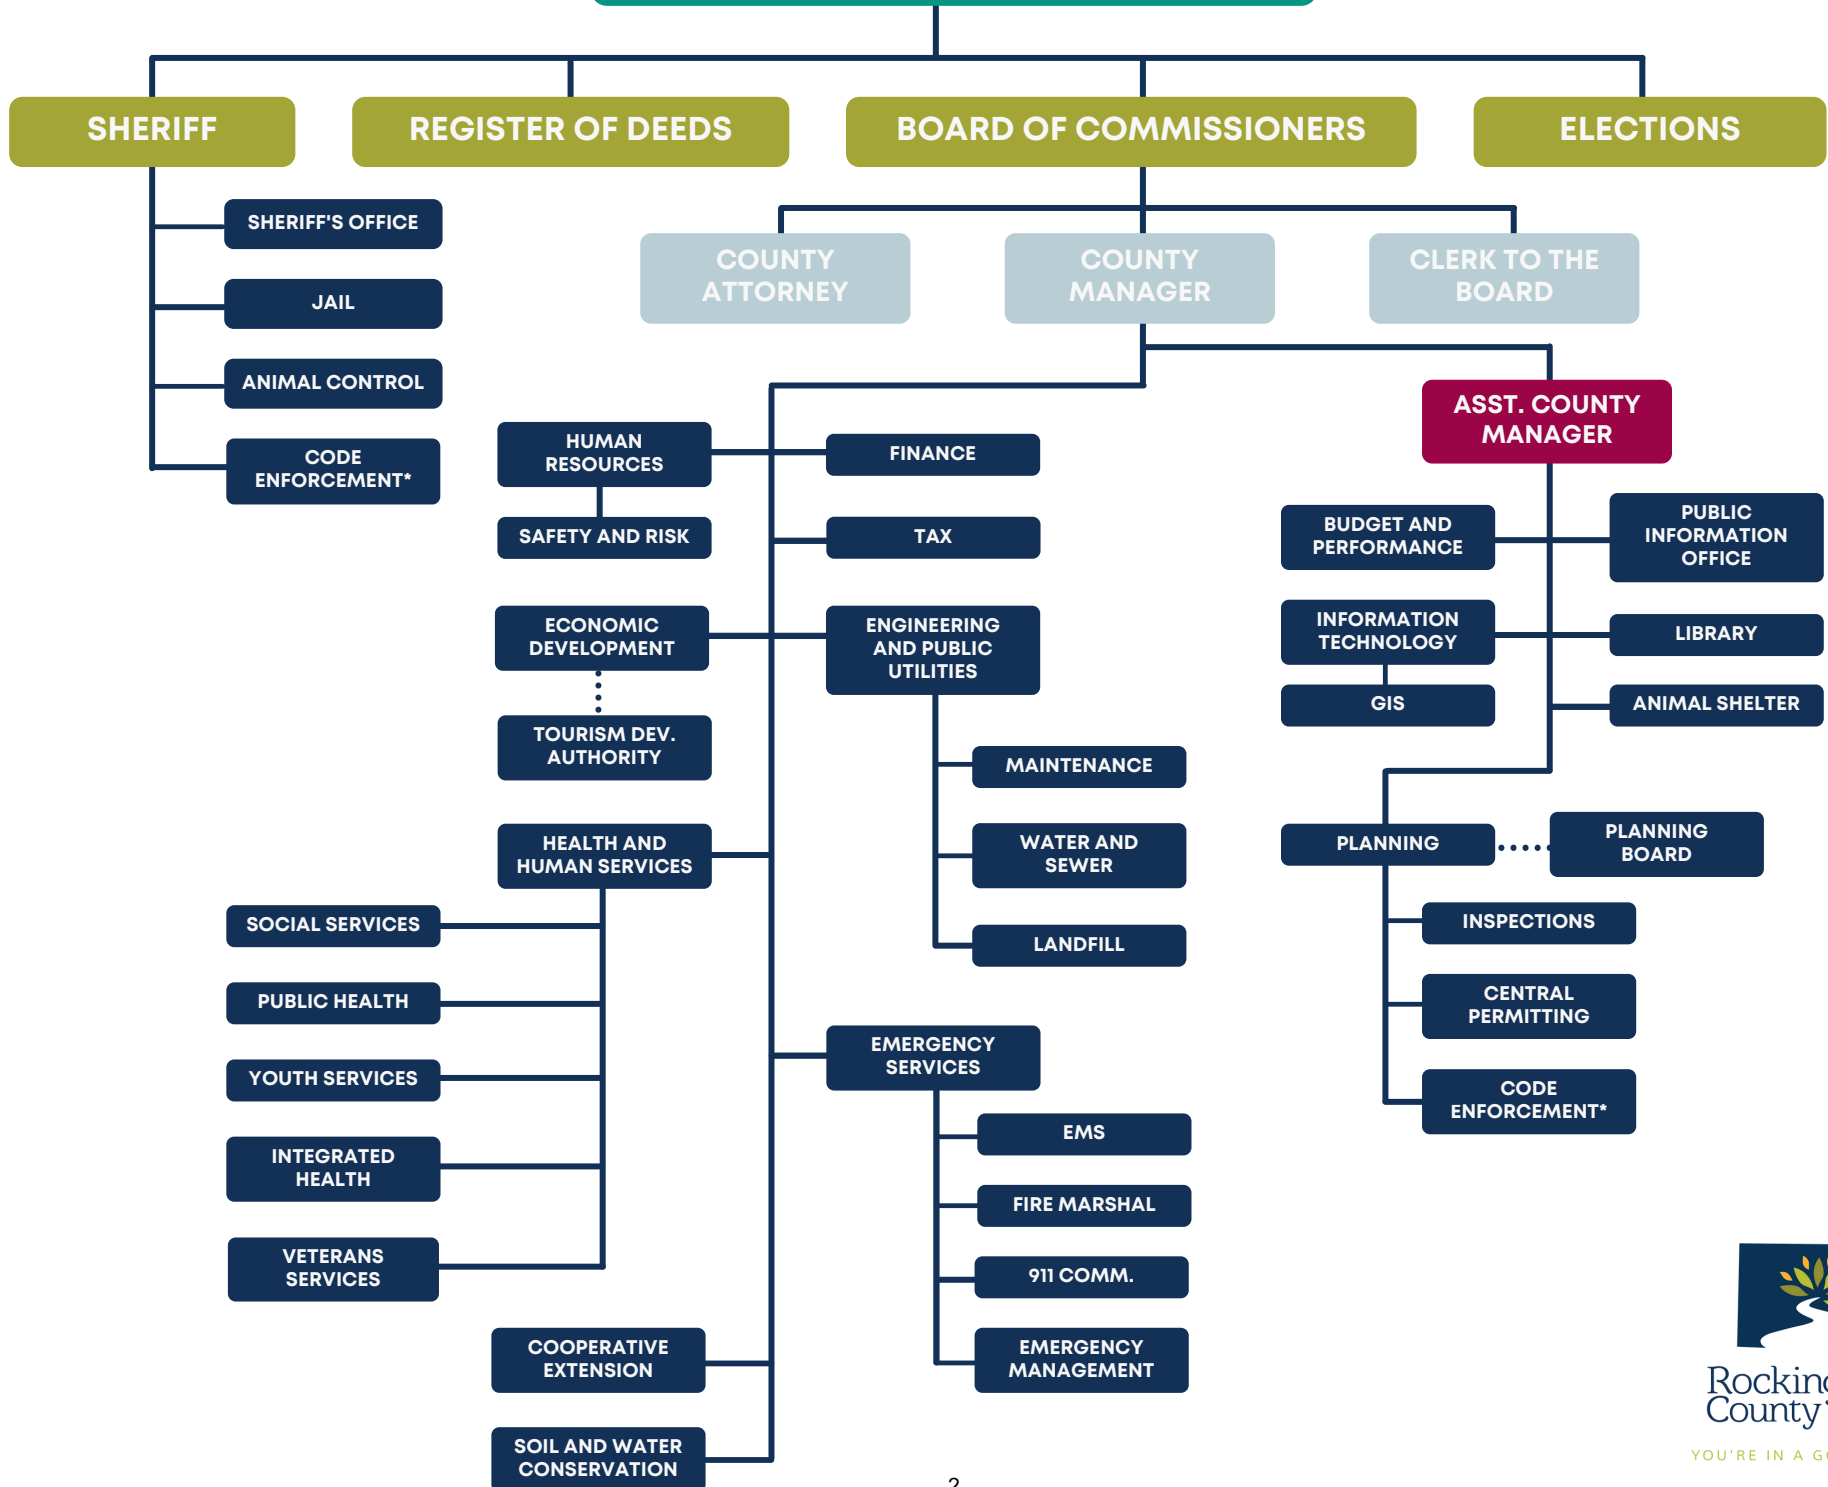 SHERIFF
REGISTER OF DEEDS
BOARD OF COMMISSIONERS
ELECTIONS
SHERIFF'S OFFICE
JAIL
ANIMAL CONTROL
CODE
ENFORCEMENT*
COUNTY
ATTORNEY
COUNTY
MANAGER
CLERK TO THE
BOARD
ASST. COUNTY
MANAGER
HUMAN
RESOURCES
FINANCE
SAFETY AND RISK
TAX
ECONOMIC
DEVELOPMENT
ENGINEERING
AND PUBLIC
UTILITIES
TOURISM DEV.
AUTHORITY
MAINTENANCE
WATER AND
SEWER
LANDFILL
HEALTH AND
HUMAN SERVICES
SOCIAL SERVICES
PUBLIC HEALTH
YOUTH SERVICES
INTEGRATED
HEALTH
VETERANS
SERVICES
EMERGENCY
SERVICES
EMS
FIRE MARSHAL
911 COMM.
EMERGENCY
MANAGEMENT
COOPERATIVE
EXTENSION
SOIL AND WATER
CONSERVATION
BUDGET AND
PERFORMANCE
PUBLIC
INFORMATION
OFFICE
INFORMATION
TECHNOLOGY
LIBRARY
GIS
ANIMAL SHELTER
PLANNING
PLANNING
BOARD
INSPECTIONS
CENTRAL
PERMITTING
CODE
ENFORCEMENT*
County
YOU'RE IN A
2